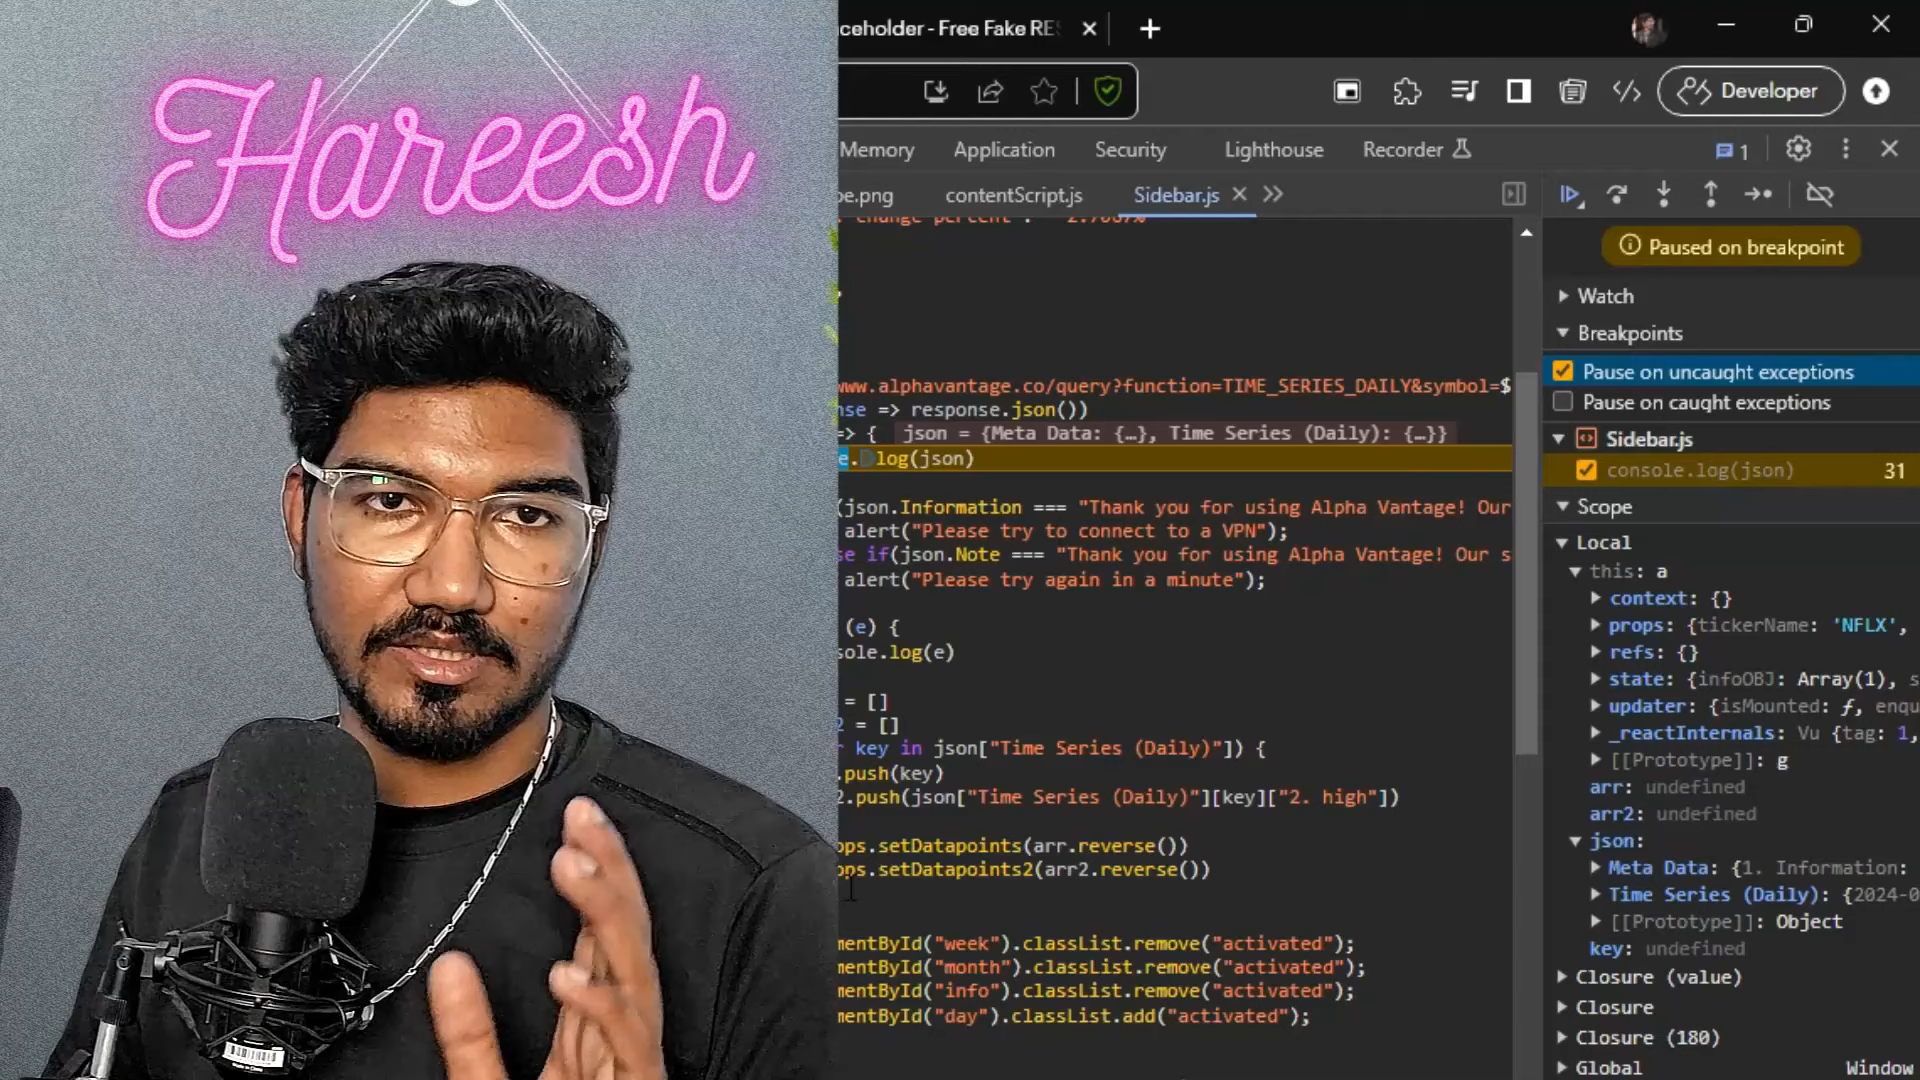 Hareesh
ceholder - Free Fake RE
Developer
Memory
Application
Security
Lighthouse
Recorder
1
pe.png
contentScript.js
Sidebar.js
change percent
Paused on breakpoint
Watch
Breakpoints
Pause on uncaught exceptions
Pause on caught exceptions
Sidebar.js
console.log(json)
31
Scope
Local
this: a
context: {}
props: {tickerName: 'NFLX',
refs: {}
state: {infoOBJ: Array(1), s
updater: {isMounted: ƒ, enqu
_reactInternals: Vu {tag: 1,
[[Prototype]]: g
arr: undefined
arr2: undefined
json:
Meta Data: {1. Information:
Time Series (Daily): {2024-0
[[Prototype]]: Object
key: undefined
Closure (value)
Closure
Closure (180)
Global
Window
www.alphavantage.co/query?function=TIME_SERIES_DAILY&symbol=$
nse => response.json())
=> { json = {Meta Data: {…}, Time Series (Daily): {…}}
e.log(json)
(json.Information === "Thank you for using Alpha Vantage! Our
alert("Please try to connect to a VPN");
se if(json.Note === "Thank you for using Alpha Vantage! Our s
alert("Please try again in a minute");
(e) {
sole.log(e)
= []
2 = []
r key in json["Time Series (Daily)"]) {
.push(key)
2.push(json["Time Series (Daily)"][key]["2. high"])
ops.setDatapoints(arr.reverse())
ops.setDatapoints2(arr2.reverse())
mentById("week").classList.remove("activated");
mentById("month").classList.remove("activated");
mentById("info").classList.remove("activated");
mentById("day").classList.add("activated");